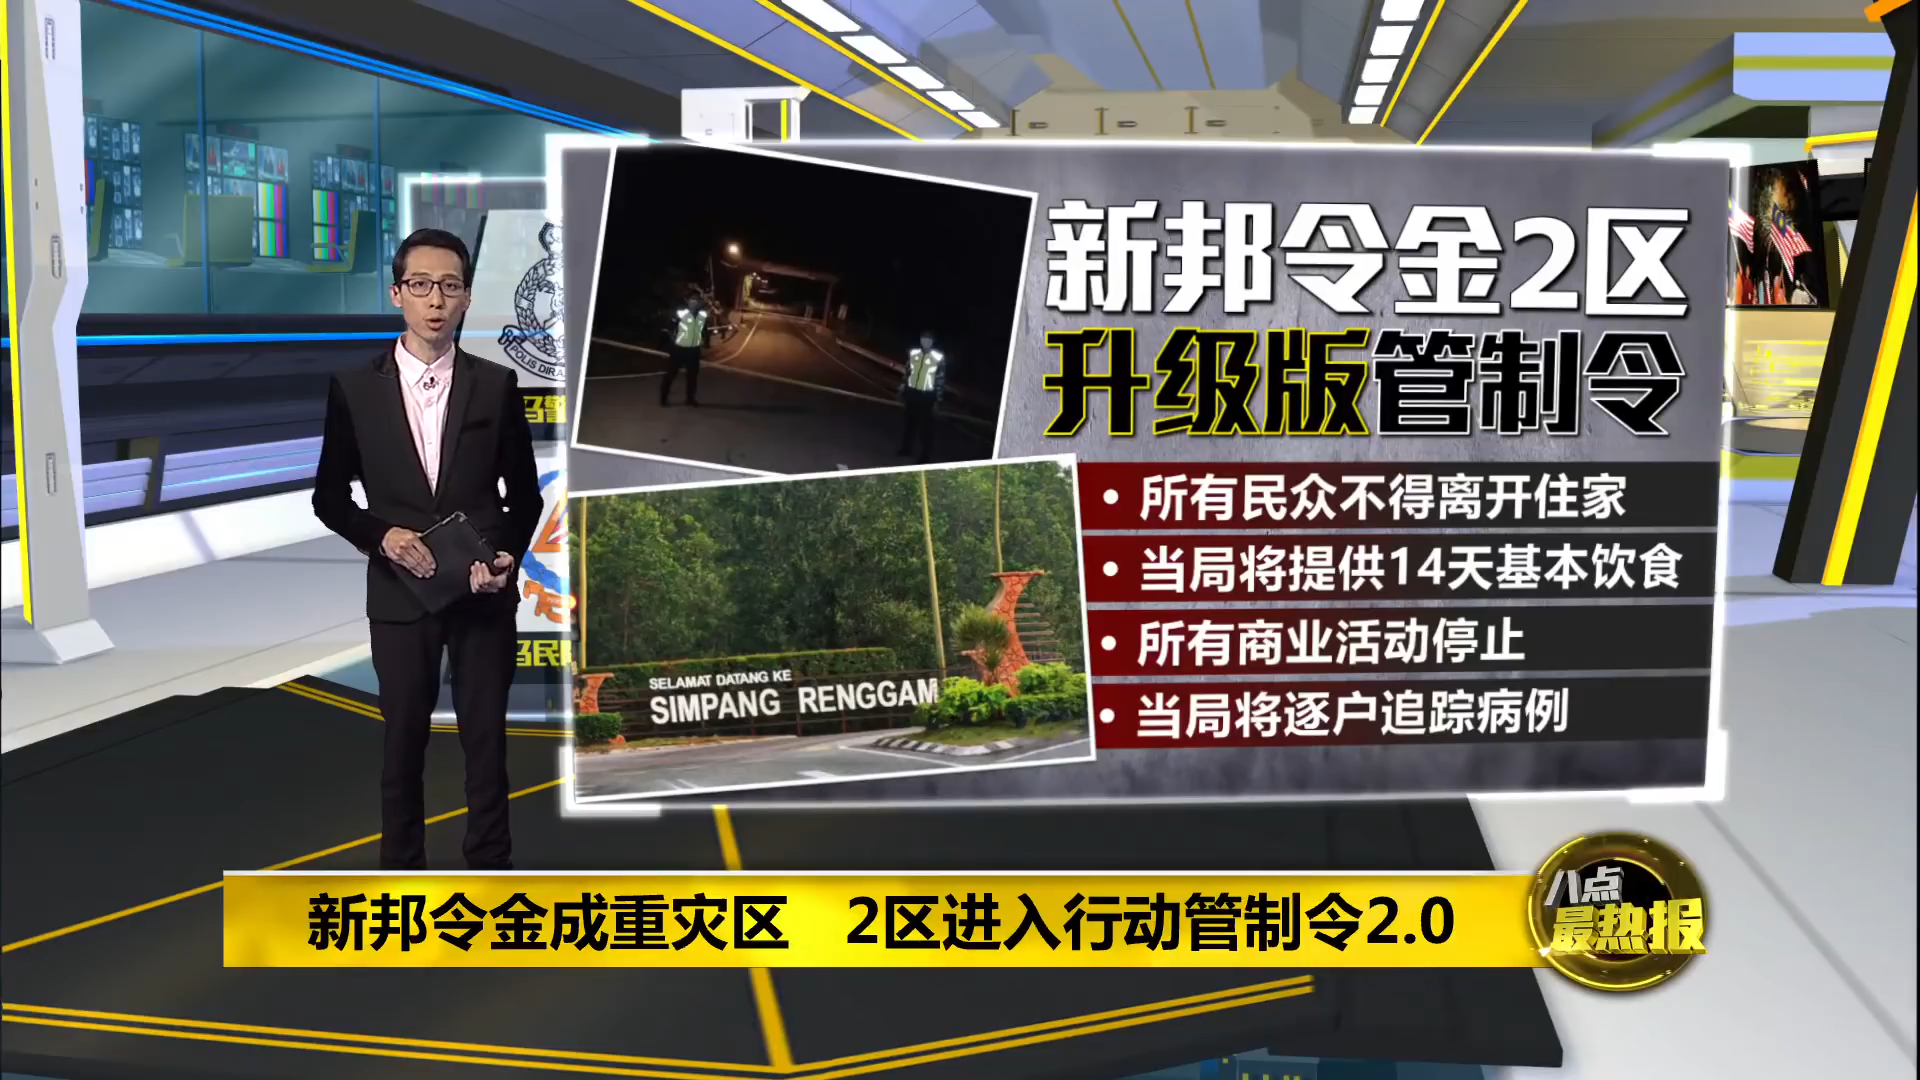 新邦令金2区
升级版管制令
• 所有民众不得离开住家
• 当局将提供14天基本饮食
• 所有商业活动停止
• 当局将逐户追踪病例
SELAMAT DATANG KE
SIMPANG RENGGAM
POLIS DIRA
新邦令金成重灾区 2区进入行动管制令2.0
八点
最热报